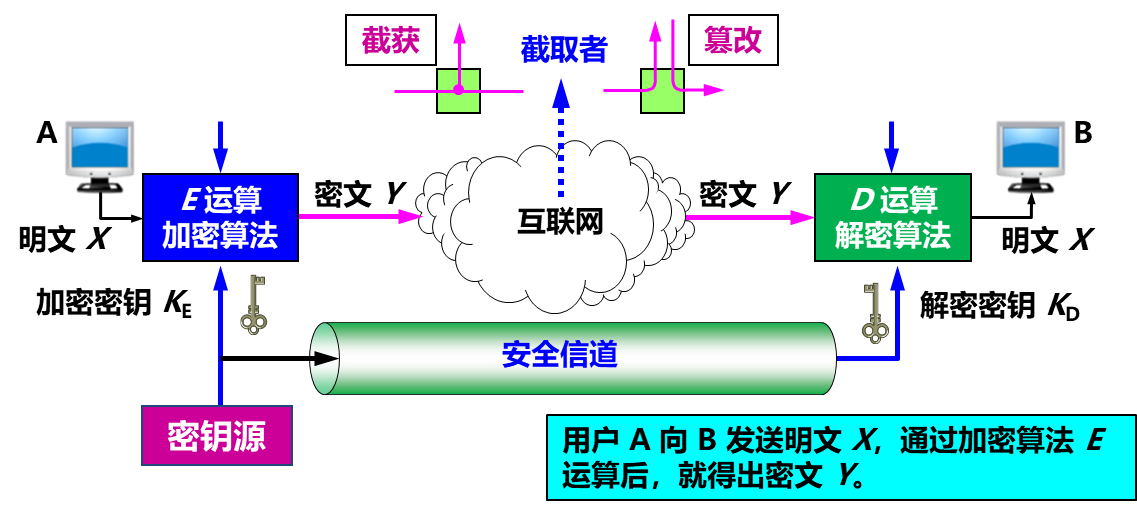 截获
截取者
篡改
A
B
E 运算
加密算法
密文 Y
互联网
密文 Y
D 运算
解密算法
明文 X
明文 X
加密密钥 KE
解密密钥 KD
安全信道
密钥源
用户 A 向 B 发送明文 X，通过加密算法 E
运算后，就得出密文 Y。